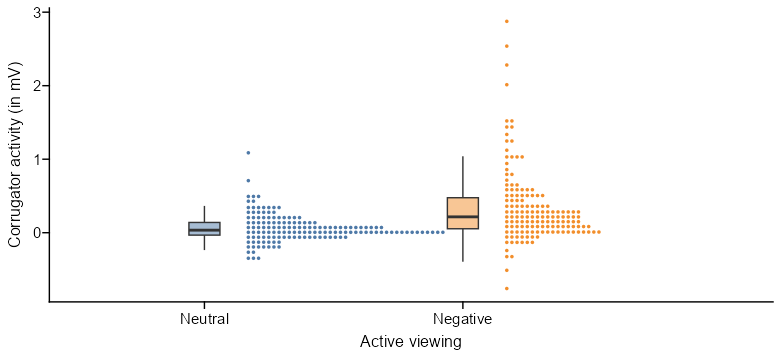 Corrugator activity (in mV)
3
2
1
0
Neutral
Negative
Active viewing